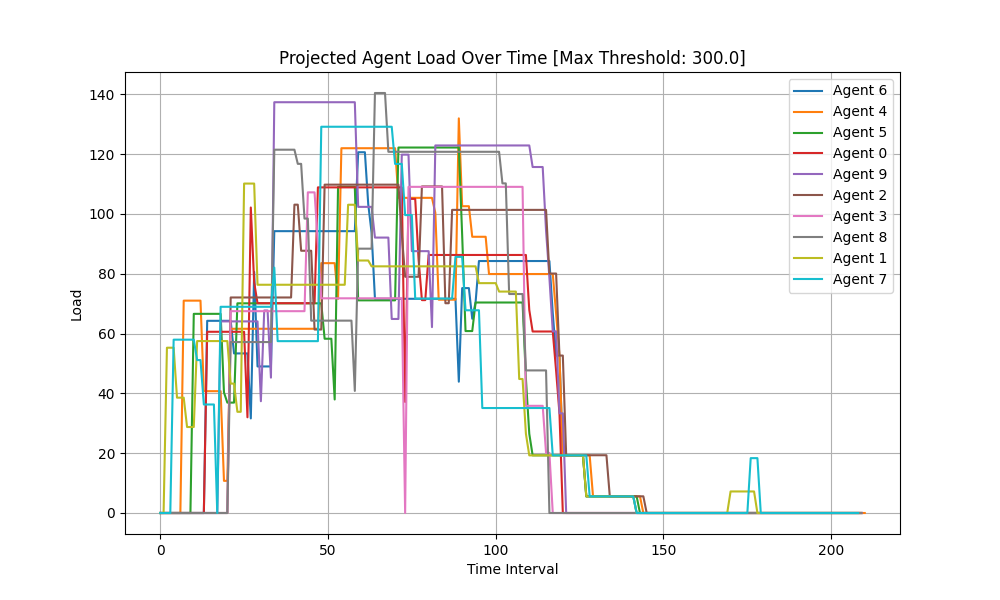 Projected Agent Load Over Time [Max Threshold: 300.0]
140
120
100
80
60
40
20
0
Load
0 50 100 150 200
Time Interval
Agent 6
Agent 4
Agent 5
Agent 0
Agent 9
Agent 2
Agent 3
Agent 8
Agent 1
Agent 7